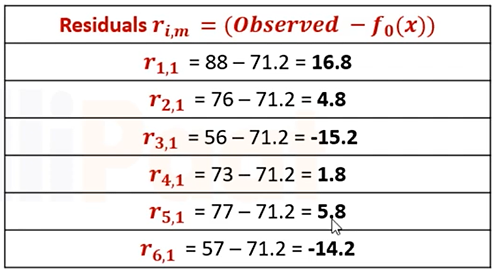 Residuals r_{i,m} = (Observed − f_0(x))
r_{1,1} = 88 – 71.2 = 16.8
r_{2,1} = 76 – 71.2 = 4.8
r_{3,1} = 56 – 71.2 = -15.2
r_{4,1} = 73 – 71.2 = 1.8
r_{5,1} = 77 – 71.2 = 5.8
r_{6,1} = 57 – 71.2 = -14.2